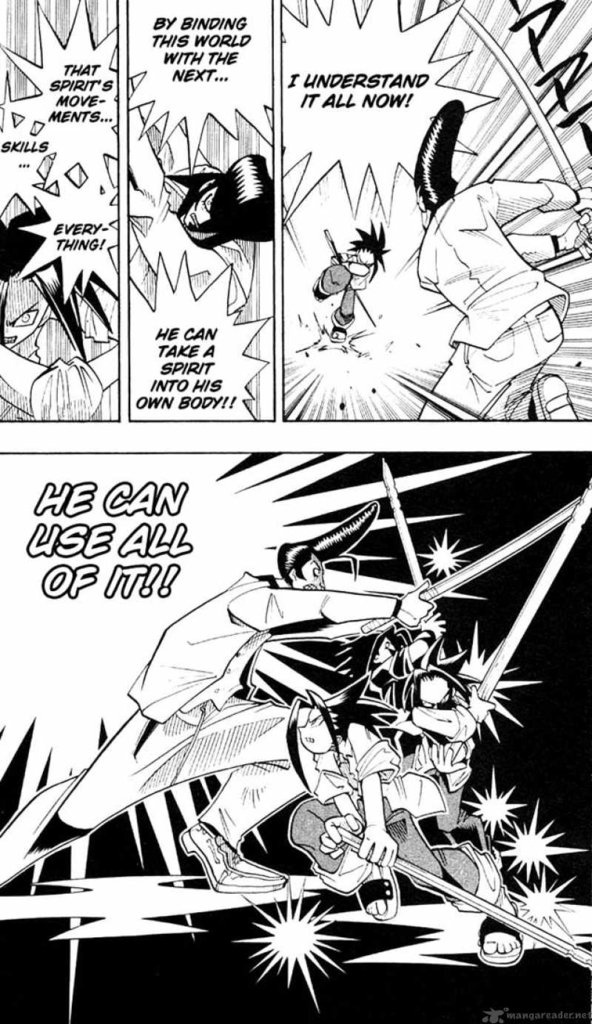 I UNDERSTAND
IT ALL NOW!
BY BINDING
THIS WORLD
WITH THE
NEXT...
HE CAN
TAKE A
SPIRIT
INTO HIS
OWN BODY!!
THAT
SPIRIT'S
MOVE-
MENTS...
SKILLS
...
EVERY-
THING!
HE CAN
USE ALL
OF IT!!
mangareader.net